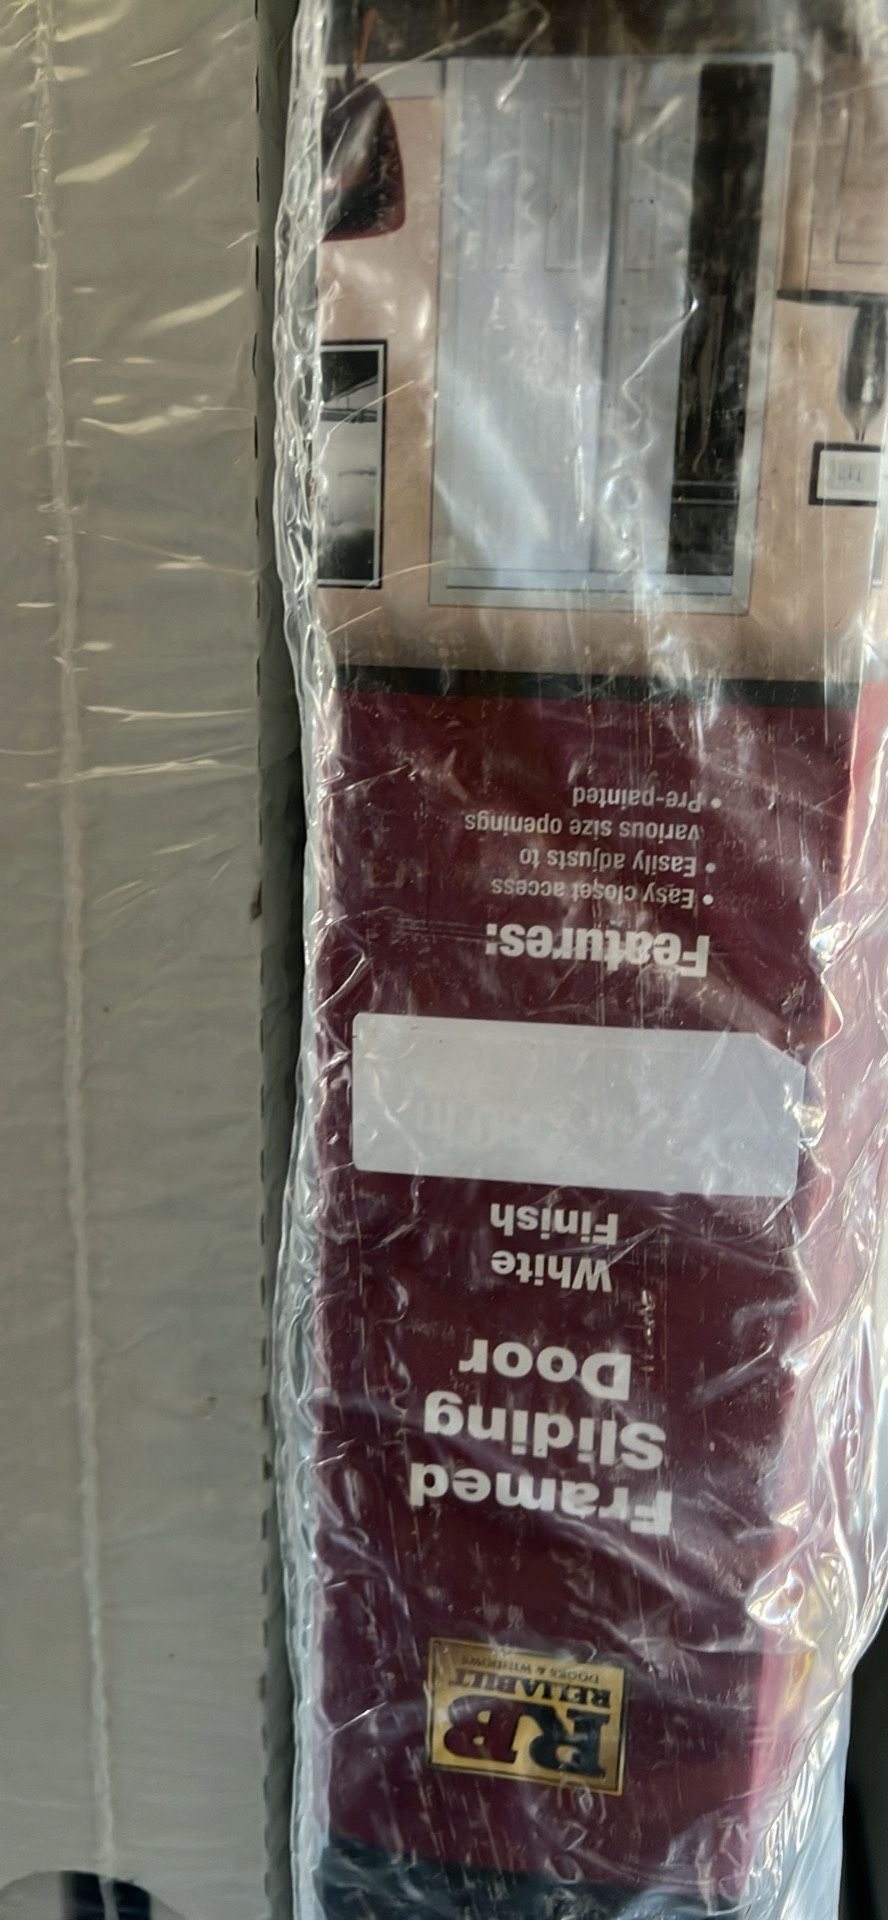 RB
RELIABILT
DOORS & WINDOWS
Framed
Sliding
Door
White
Finish
Features:
• Easy closet access
• Easily adjusts to
various size openings
• Pre-painted